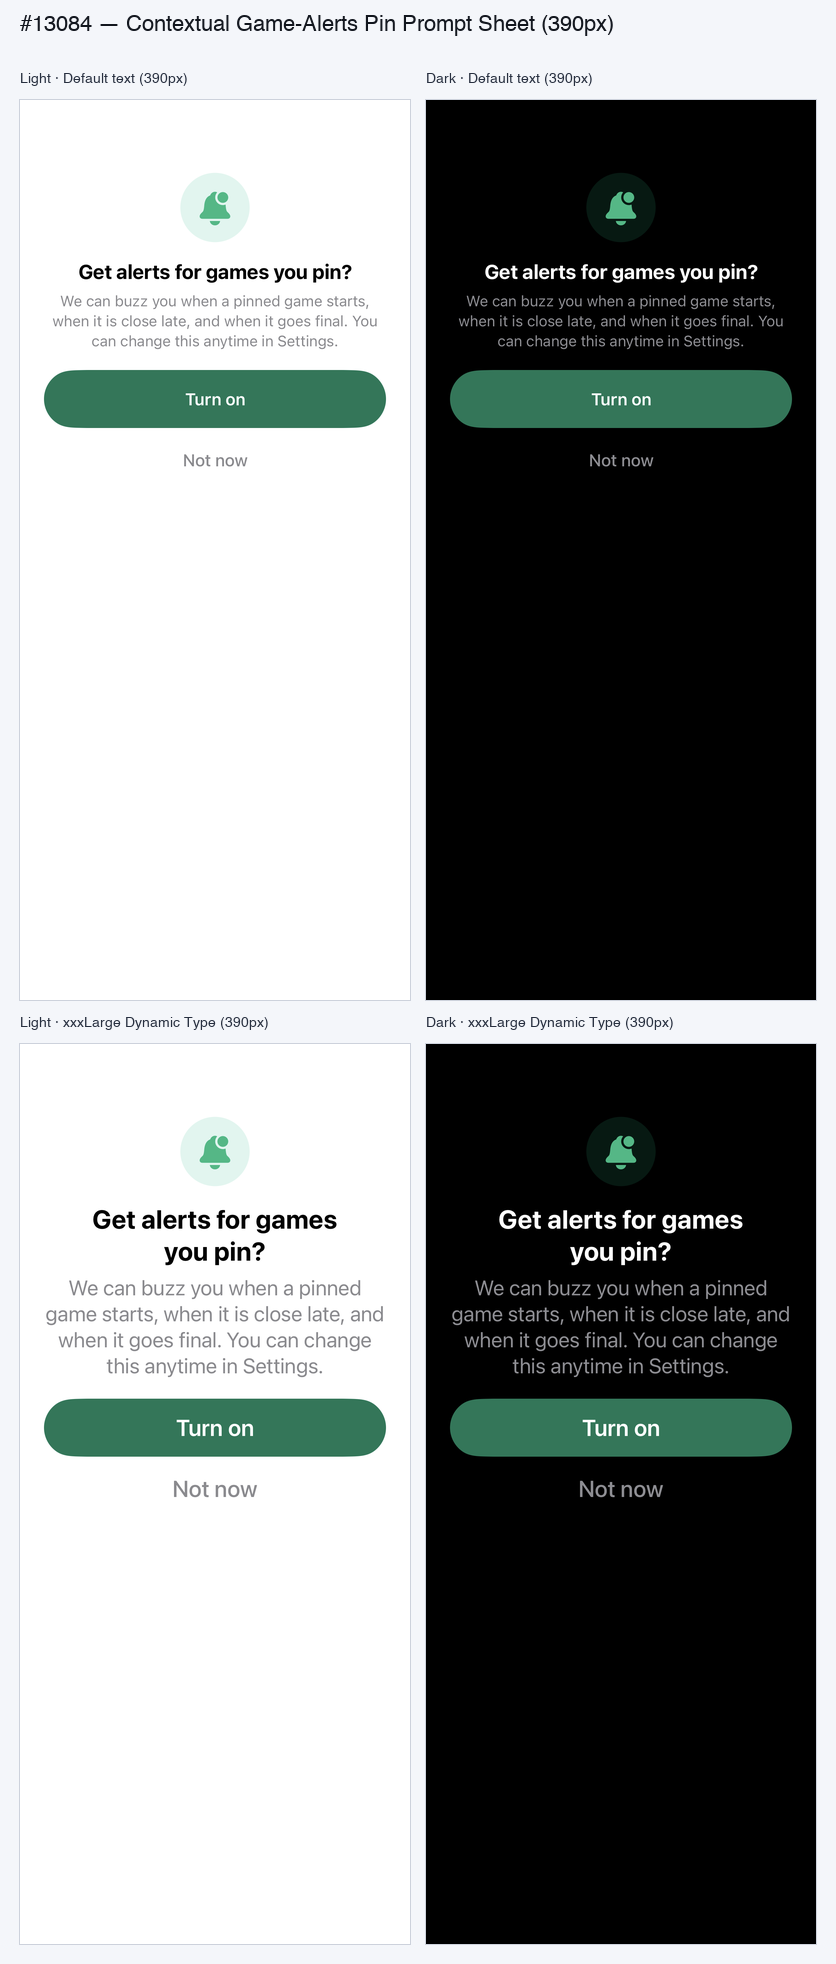 #13084 — Contextual Game-Alerts Pin Prompt Sheet (390px)
Light · Default text (390px)
Dark · Default text (390px)
Get alerts for games you pin?
We can buzz you when a pinned game starts,
when it is close late, and when it goes final. You
can change this anytime in Settings.
Turn on
Not now
Get alerts for games you pin?
We can buzz you when a pinned game starts,
when it is close late, and when it goes final. You
can change this anytime in Settings.
Turn on
Not now
Light · xxxLarge Dynamic Type (390px)
Dark · xxxLarge Dynamic Type (390px)
Get alerts for games
you pin?
We can buzz you when a pinned
game starts, when it is close late, and
when it goes final. You can change
this anytime in Settings.
Turn on
Not now
Get alerts for games
you pin?
We can buzz you when a pinned
game starts, when it is close late, and
when it goes final. You can change
this anytime in Settings.
Turn on
Not now